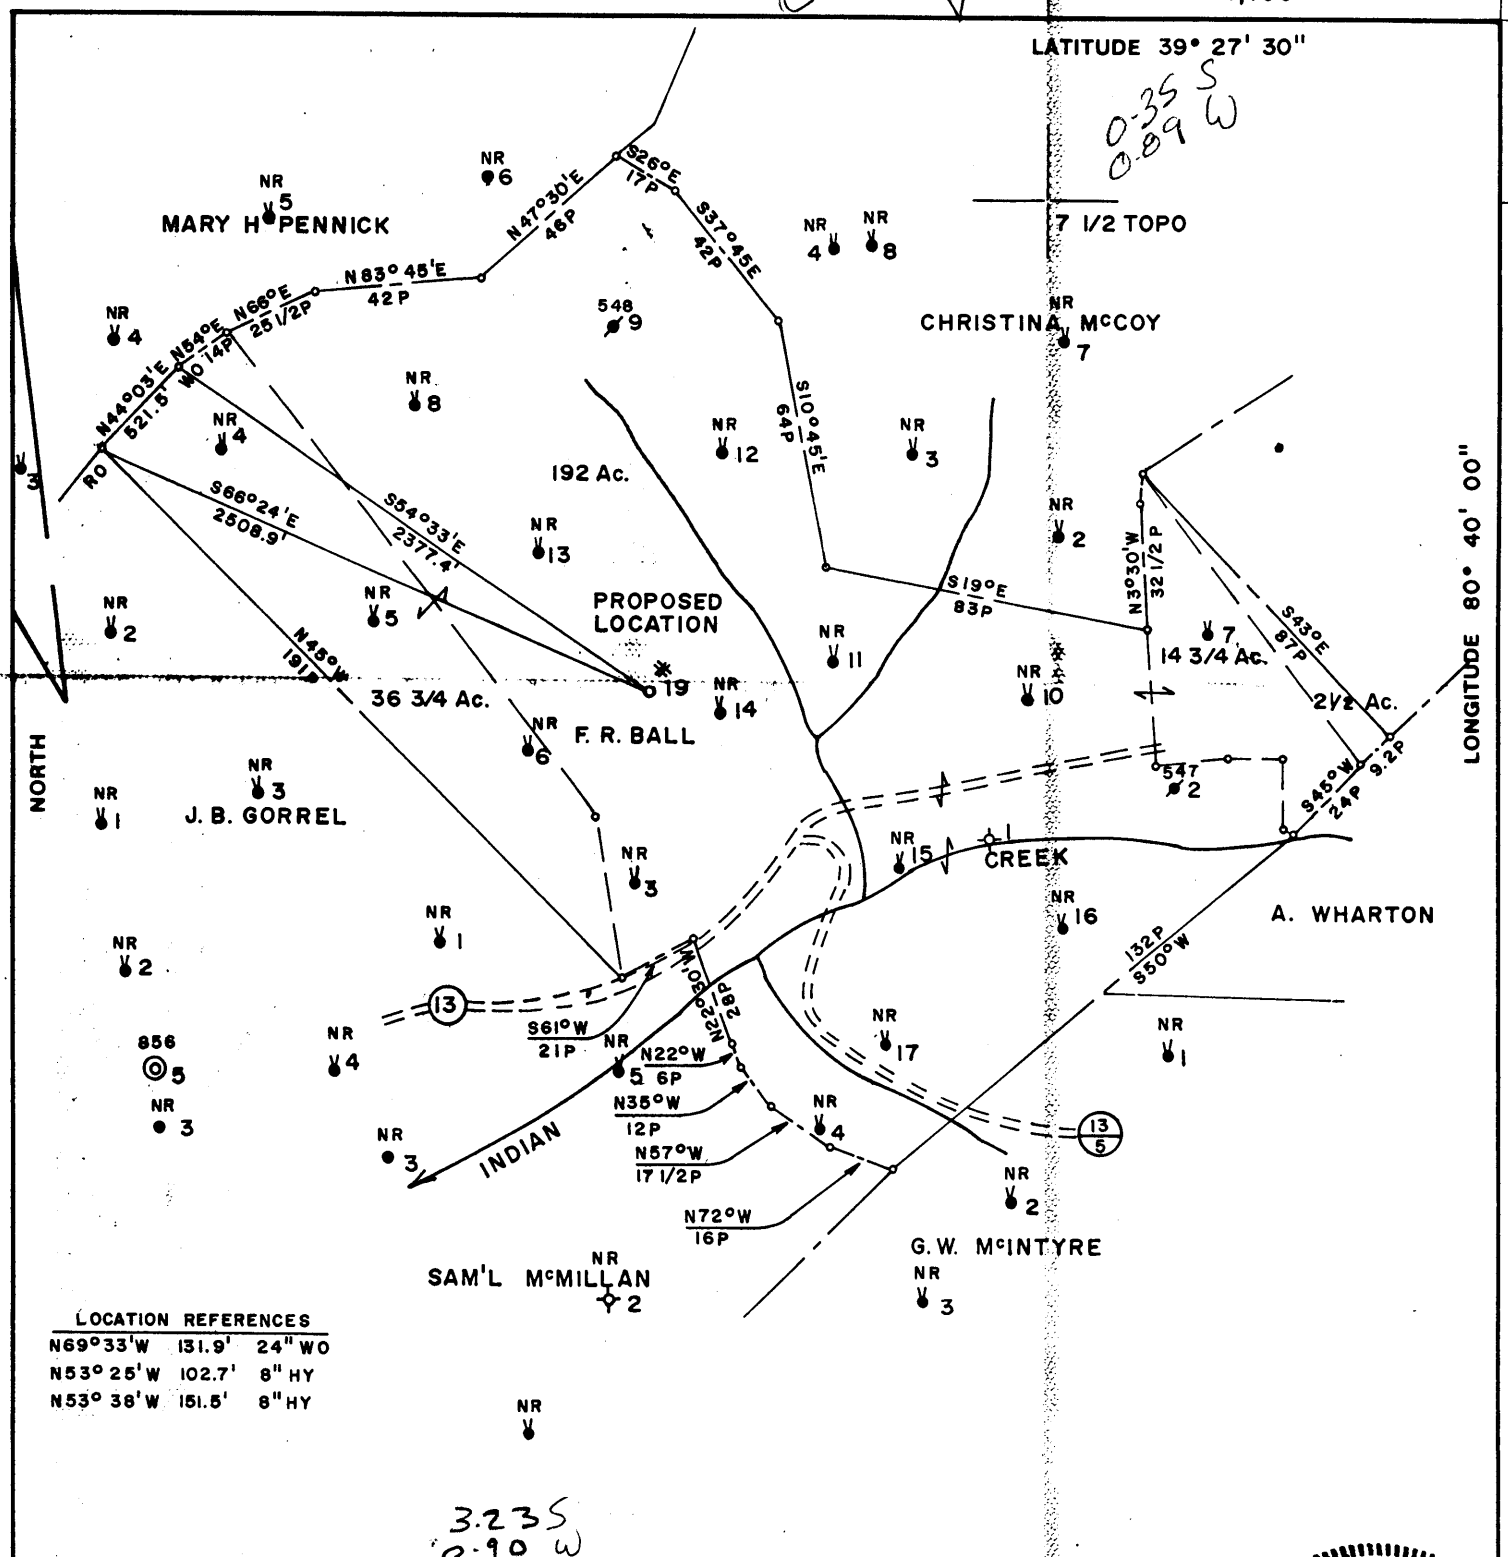 LATITUDE 39° 27' 30"
0.35 S
0.89 W
7 1/2 TOPO
NR
6
NR
5
MARY H PENNICK
S26°E
17P
N47°30'E
46P
S37°45E
42P
NR
4
NR
8
N83°45'E
42P
N66°E
25 1/2P
N54°E
WO 14P
N44°03'E
521.5'
RO
NR
4
548
9
CHRISTINA McCOY
NR
7
NR
8
NR
4
3
S10°45'E
64P
NR
12
NR
3
192 Ac.
S66°24'E
2508.9'
S54°33'E
2377.4'
NR
13
NR
2
N3°30'W
32 1/2 P
S19°E
83P
S43°E
87P
LONGITUDE 80° 40' 00"
NR
2
NR
5
PROPOSED
LOCATION
19
NR
11
7
14 3/4 Ac.
2 1/2 Ac.
N45°W
191
36 3/4 Ac.
NR
14
NR
10
NR
6
F. R. BALL
9.2P
S45°W
24P
547
2
NORTH
NR
3
J. B. GORREL
NR
1
NR
15
1
CREEK
NR
3
NR
16
A. WHARTON
132P
S50°W
NR
1
NR
2
13
N22°30'W
28P
S61°W
21P
NR
5
N22°W
6P
N35°W
12P
N57°W
17 1/2P
N72°W
16P
NR
4
NR
17
NR
1
13
5
856
5
NR
3
NR
4
NR
3
INDIAN
NR
2
G. W. McINTYRE
NR
3
SAM'L McMILLAN
NR
2
LOCATION REFERENCES
N69°33'W 131.9' 24" WO
N53°25'W 102.7' 8" HY
N53°38'W 151.5' 8" HY
NR
3.23 S